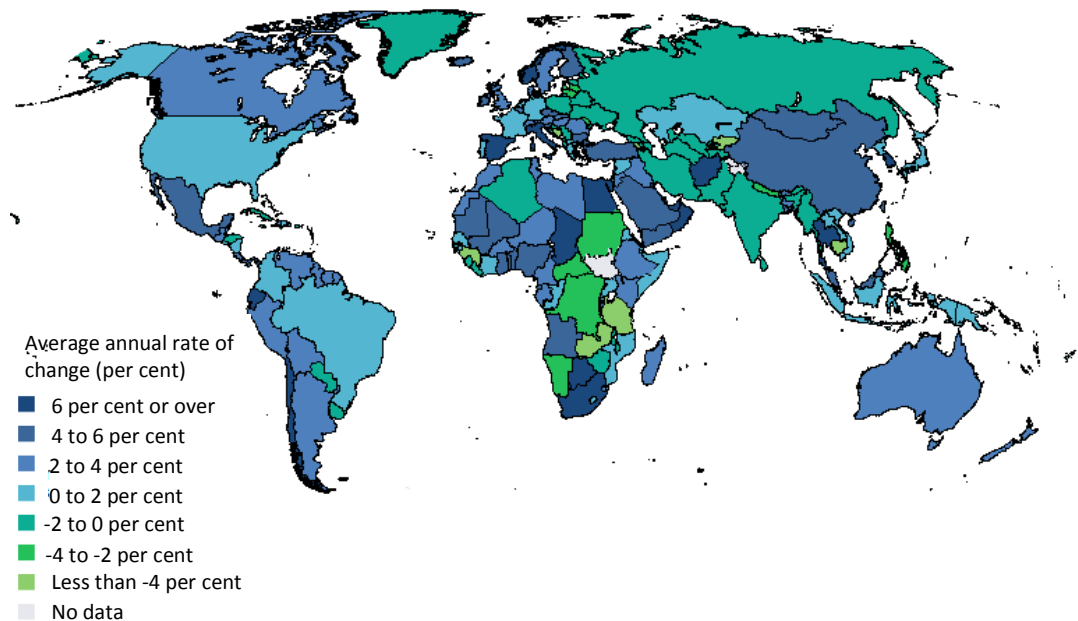 Average annual rate of
change (per cent)
6 per cent or over
4 to 6 per cent
2 to 4 per cent
0 to 2 per cent
-2 to 0 per cent
-4 to -2 per cent
Less than -4 per cent
No data